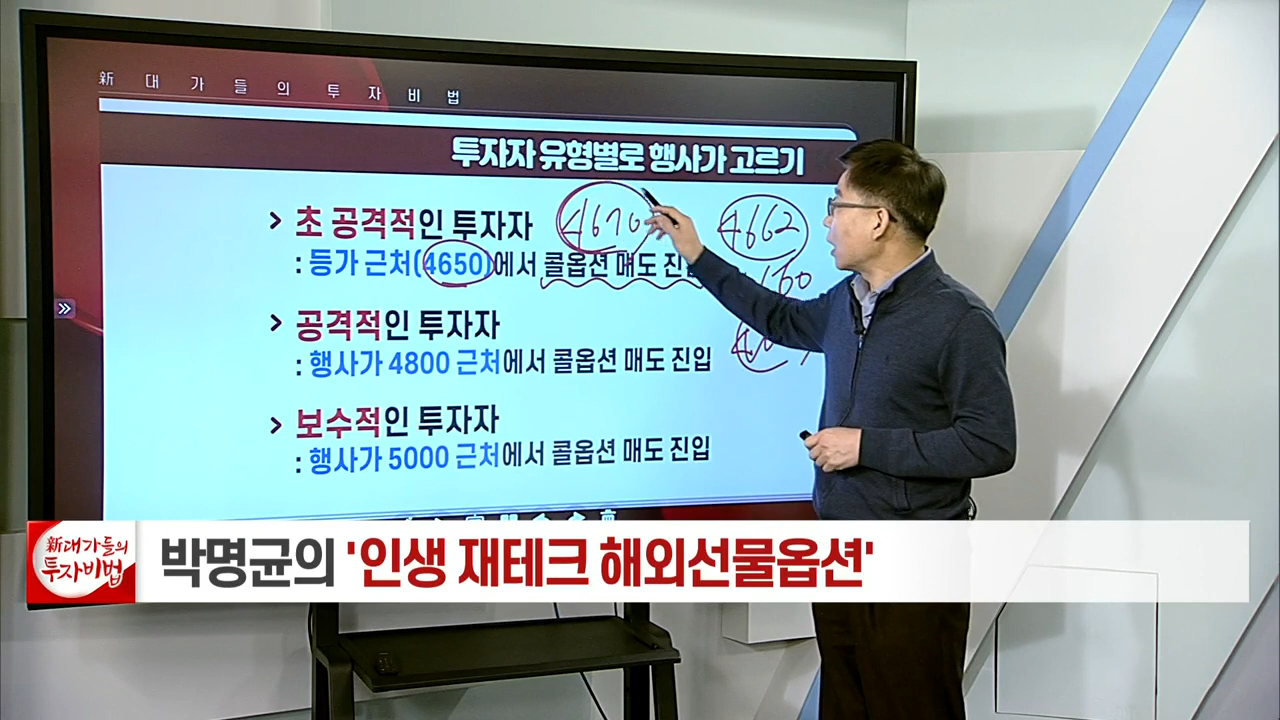 新 대 가 들 의 투 자 비 법
투자자 유형별로 행사가 고르기
초 공격적인 투자자 4670 4662
: 등가 근처(4650)에서 콜옵션 매도 진입
공격적인 투자자
: 행사가 4800 근처에서 콜옵션 매도 진입
보수적인 투자자
: 행사가 5000 근처에서 콜옵션 매도 진입
新대가들의
투자비법
박명균의 '인생 재테크 해외선물옵션'